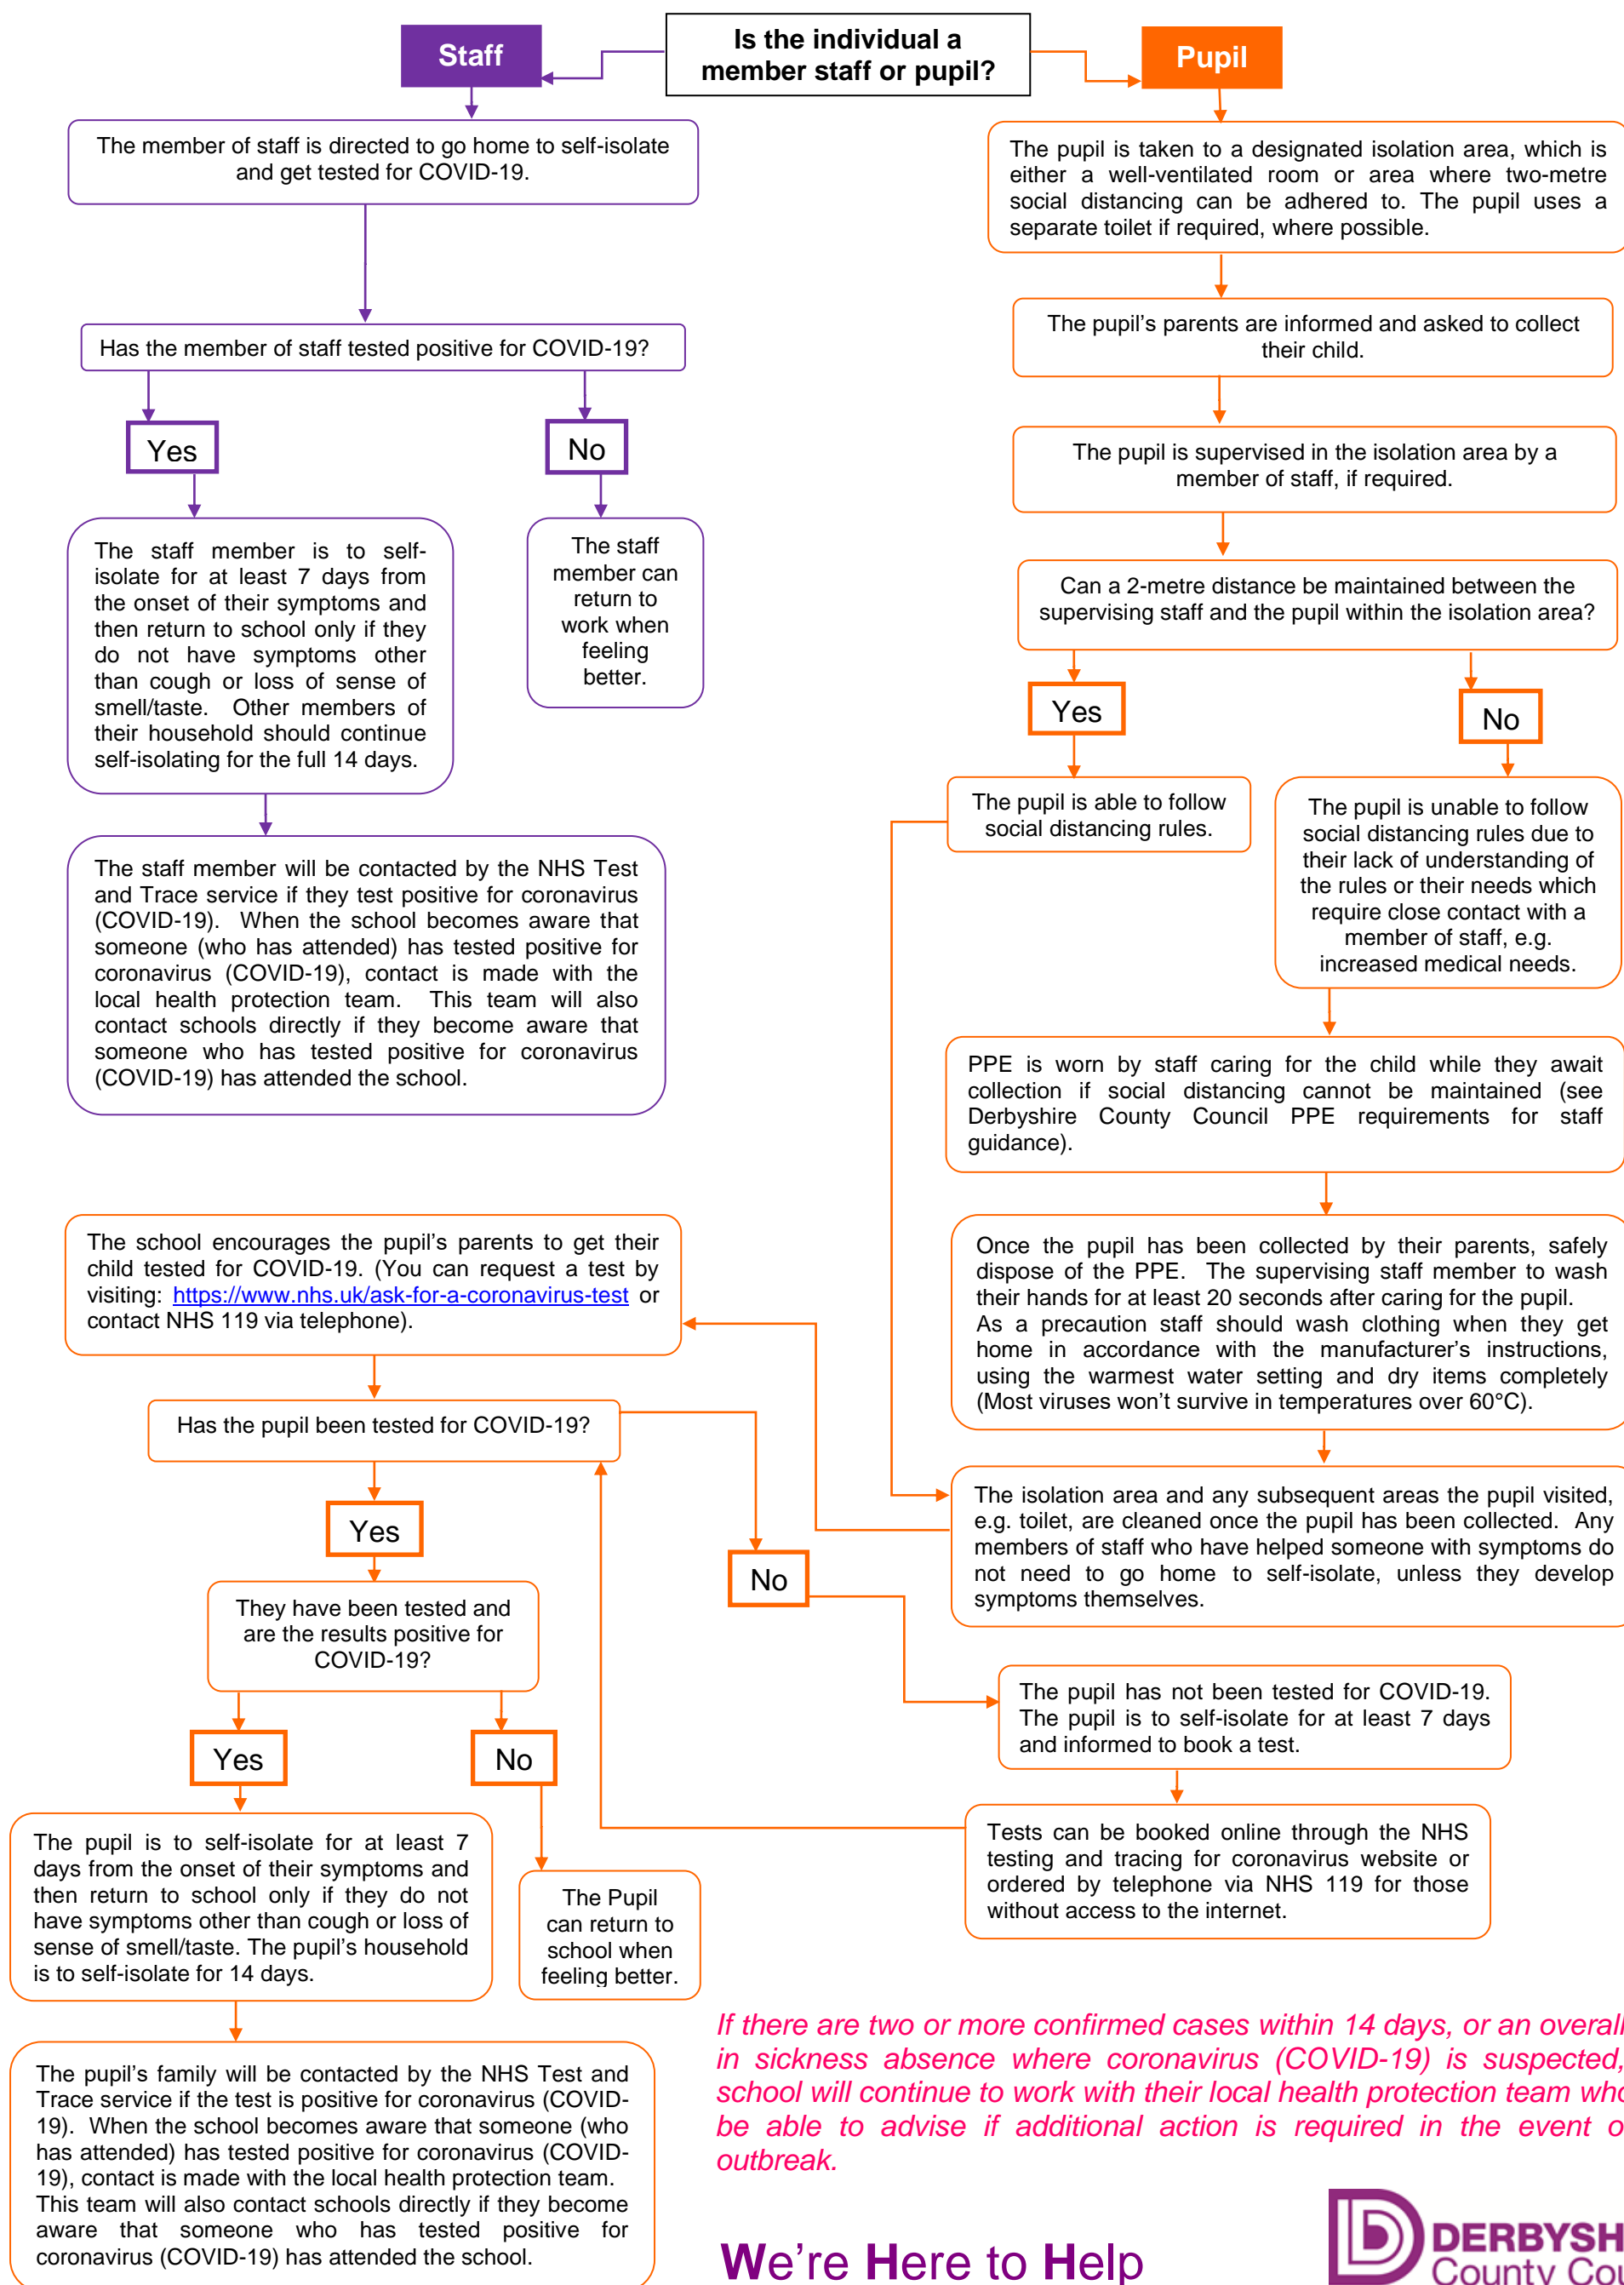 Is the individual a
member staff or pupil?
Staff
Pupil
The member of staff is directed to go home to self-isolate
and get tested for COVID-19.
Has the member of staff tested positive for COVID-19?
Yes
No
The staff member is to self-
isolate for at least 7 days from
the onset of their symptoms and
then return to school only if they
do not have symptoms other
than cough or loss of sense of
smell/taste. Other members of
their household should continue
self-isolating for the full 14 days.
The staff
member can
return to
work when
feeling
better.
The staff member will be contacted by the NHS Test
and Trace service if they test positive for coronavirus
(COVID-19). When the school becomes aware that
someone (who has attended) has tested positive for
coronavirus (COVID-19), contact is made with the
local health protection team. This team will also
contact schools directly if they become aware that
someone who has tested positive for coronavirus
(COVID-19) has attended the school.
The pupil is taken to a designated isolation area, which is
either a well-ventilated room or area where two-metre
social distancing can be adhered to. The pupil uses a
separate toilet if required, where possible.
The pupil’s parents are informed and asked to collect
their child.
The pupil is supervised in the isolation area by a
member of staff, if required.
Can a 2-metre distance be maintained between the
supervising staff and the pupil within the isolation area?
Yes
No
The pupil is able to follow
social distancing rules.
The pupil is unable to follow
social distancing rules due to
their lack of understanding of
the rules or their needs which
require close contact with a
member of staff, e.g.
increased medical needs.
PPE is worn by staff caring for the child while they await
collection if social distancing cannot be maintained (see
Derbyshire County Council PPE requirements for staff
guidance).
Once the pupil has been collected by their parents, safely
dispose of the PPE. The supervising staff member to wash
their hands for at least 20 seconds after caring for the pupil.
As a precaution staff should wash clothing when they get
home in accordance with the manufacturer’s instructions,
using the warmest water setting and dry items completely
(Most viruses won’t survive in temperatures over 60°C).
The isolation area and any subsequent areas the pupil visited,
e.g. toilet, are cleaned once the pupil has been collected. Any
members of staff who have helped someone with symptoms do
not need to go home to self-isolate, unless they develop
symptoms themselves.
The school encourages the pupil’s parents to get their
child tested for COVID-19. (You can request a test by
visiting: https://www.nhs.uk/ask-for-a-coronavirus-test or
contact NHS 119 via telephone).
Has the pupil been tested for COVID-19?
Yes
No
They have been tested and
are the results positive for
COVID-19?
Yes
No
The pupil has not been tested for COVID-19.
The pupil is to self-isolate for at least 7 days
and informed to book a test.
Tests can be booked online through the NHS
testing and tracing for coronavirus website or
ordered by telephone via NHS 119 for those
without access to the internet.
The pupil is to self-isolate for at least 7
days from the onset of their symptoms and
then return to school only if they do not
have symptoms other than cough or loss of
sense of smell/taste. The pupil’s household
is to self-isolate for 14 days.
The Pupil
can return to
school when
feeling better.
The pupil’s family will be contacted by the NHS Test and
Trace service if the test is positive for coronavirus (COVID-
19). When the school becomes aware that someone (who
has attended) has tested positive for coronavirus (COVID-
19), contact is made with the local health protection team.
This team will also contact schools directly if they become
aware that someone who has tested positive for
coronavirus (COVID-19) has attended the school.
If there are two or more confirmed cases within 14 days, or an overall
in sickness absence where coronavirus (COVID-19) is suspected,
school will continue to work with their local health protection team who
be able to advise if additional action is required in the event o
outbreak.
We’re Here to Help
DERBYSH
County Cou